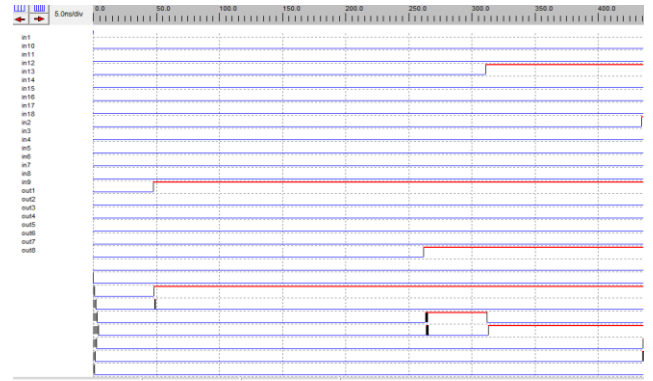 5.0ns/div 0.0 50.0 100.0 150.0 200.0 250.0 300.0 350.0 400.0
in1
in10
in11
in12
in13
in14
in15
in16
in17
in18
in2
in3
in4
in5
in6
in7
in8
in9
out1
out2
out3
out4
out5
out6
out7
out8